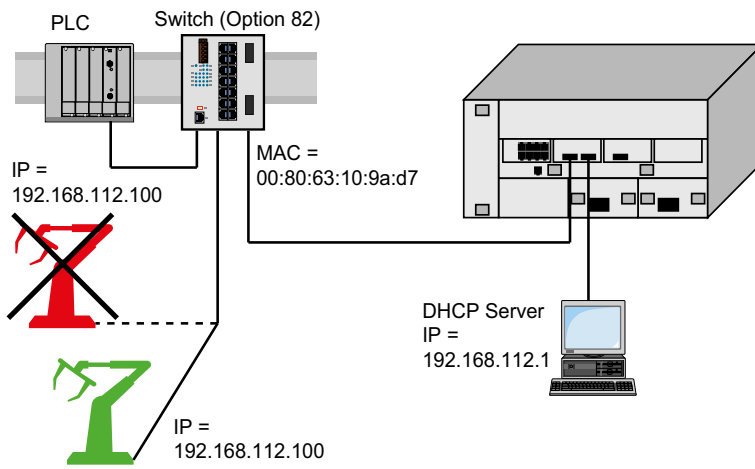 PLC
Switch (Option 82)
IP =
192.168.112.100
MAC =
00:80:63:10:9a:d7
DHCP Server
IP =
192.168.112.1
IP =
192.168.112.100